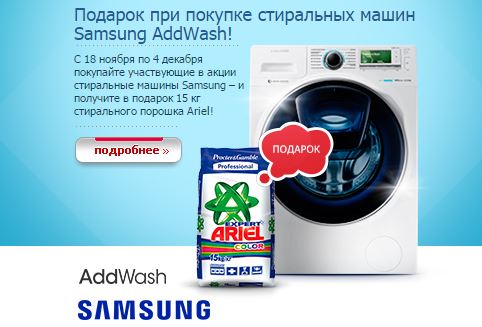 Подарок при покупке стиральных машин
Samsung AddWash!
С 18 ноября по 4 декабря
покупайте участвующие в акции
стиральные машины Samsung – и
получите в подарок 15 кг
стирального порошка Ariel!
подробнее »
ПОДАРОК
Procter&Gamble
Professional
EXPERT
ARIEL
COLOR
AddWash
SAMSUNG